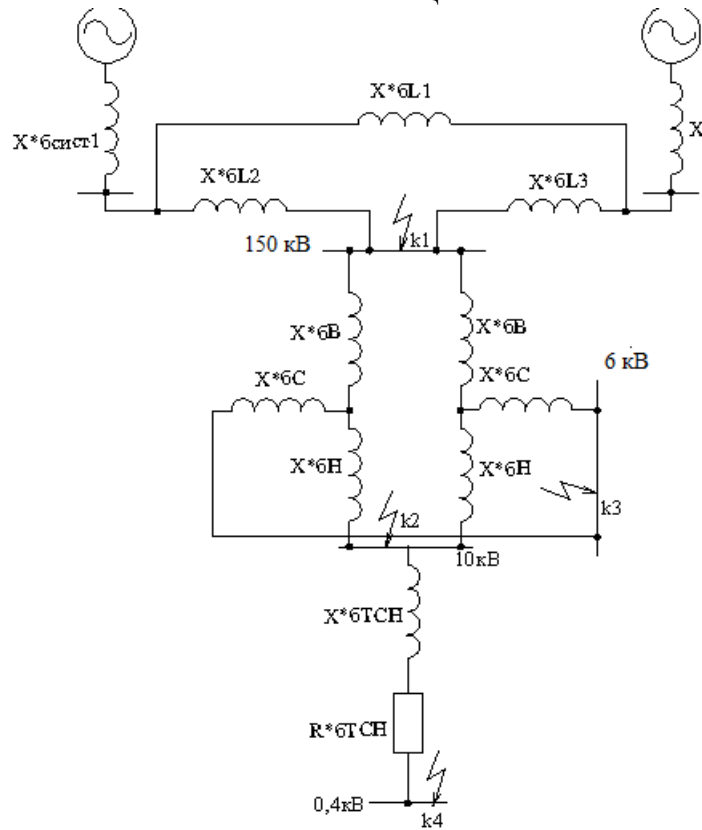 X*бL1
X*бсист1
X
X*бL2
X*бL3
150 кВ
k1
X*бВ
X*бВ
6 кВ
X*бС
X*бС
X*бН
X*бН
k3
k2
10кВ
X*бТСН
R*бТСН
0,4кВ
k4